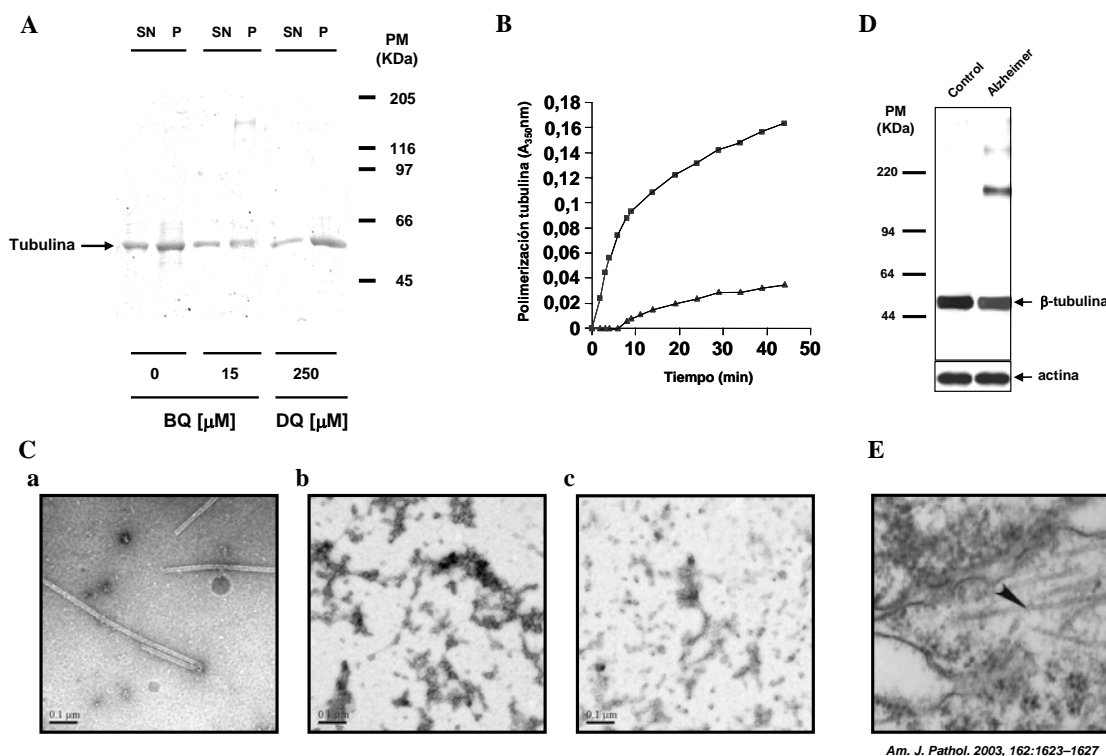 A
SN P SN P SN P
PM
(KDa)
205
116
97
66
45
Tubulina
0 15 250
BQ [µM] DQ [µM]
B
Polimerización tubulina (A350nm)
0,18
0,16
0,14
0,12
0,1
0,08
0,06
0,04
0,02
0
0 10 20 30 40 50
Tiempo (min)
D
Control Alzheimer
PM
(KDa)
220
94
64
44
β-tubulina
actina
C
a
0.1 µm
b
0.1 µm
c
0.1 µm
E
Am. J. Pathol. 2003, 162:1623–1627